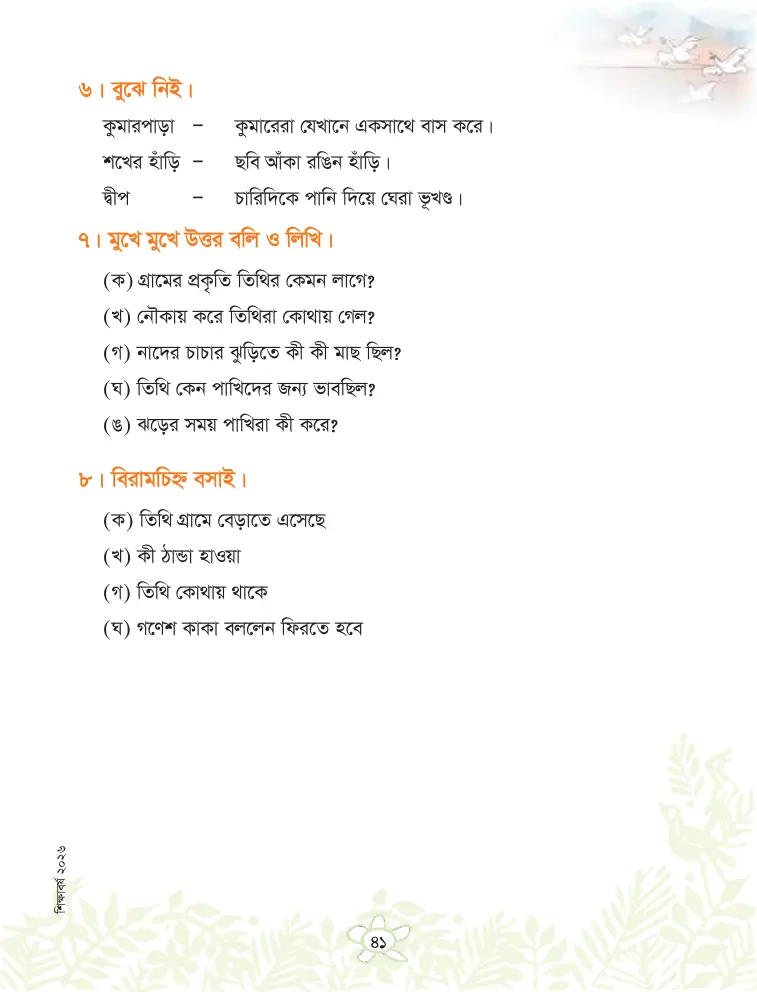 ৬। বুঝে নিই।
কুমারপাড়া – কুমারেরা যেখানে একসাথে বাস করে।
শখের হাঁড়ি – ছবি আঁকা রঙিন হাঁড়ি।
দ্বীপ – চারিদিকে পানি দিয়ে ঘেরা ভূখণ্ড।
৭। মুখে মুখে উত্তর বলি ও লিখি।
(ক) গ্রামের প্রকৃতি তিথির কেমন লাগে?
(খ) নৌকায় করে তিথিরা কোথায় গেল?
(গ) নাদের চাচার ঝুড়িতে কী কী মাছ ছিল?
(ঘ) তিথি কেন পাখিদের জন্য ভাবছিল?
(ঙ) ঝড়ের সময় পাখিরা কী করে?
৮। বিরামচিহ্ন বসাই।
(ক) তিথি গ্রামে বেড়াতে এসেছে
(খ) কী ঠান্ডা হাওয়া
(গ) তিথি কোথায় থাকে
(ঘ) গণেশ কাকা বললেন ফিরতে হবে
শিক্ষাবর্ষ ২০২৬
৪১